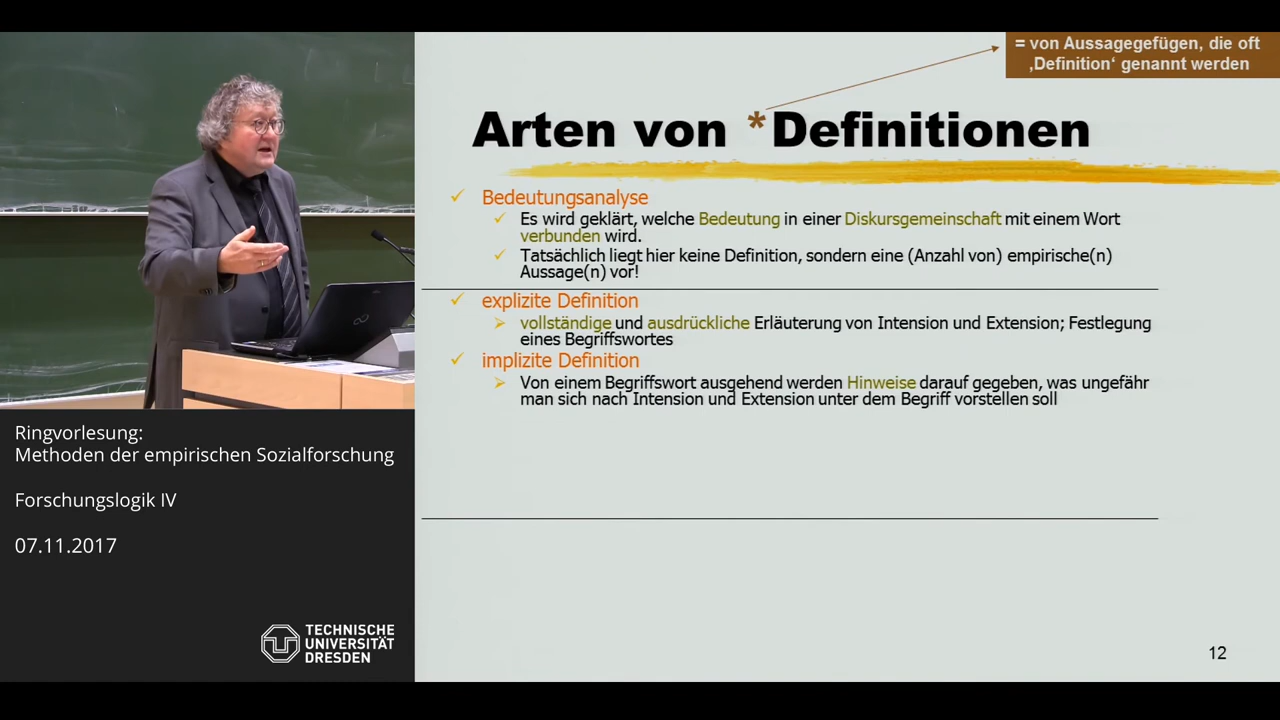 = von Aussagegefügen, die oft
‚Definition‘ genannt werden
Arten von *Definitionen
Bedeutungsanalyse
Es wird geklärt, welche Bedeutung in einer Diskursgemeinschaft mit einem Wort
verbunden wird.
Tatsächlich liegt hier keine Definition, sondern eine (Anzahl von) empirische(n)
Aussage(n) vor!
explizite Definition
vollständige und ausdrückliche Erläuterung von Intension und Extension; Festlegung
eines Begriffswortes
implizite Definition
Von einem Begriffswort ausgehend werden Hinweise darauf gegeben, was ungefähr
man sich nach Intension und Extension unter dem Begriff vorstellen soll
12
Ringvorlesung:
Methoden der empirischen Sozialforschung
Forschungslogik IV
07.11.2017
TECHNISCHE
UNIVERSITÄT
DRESDEN